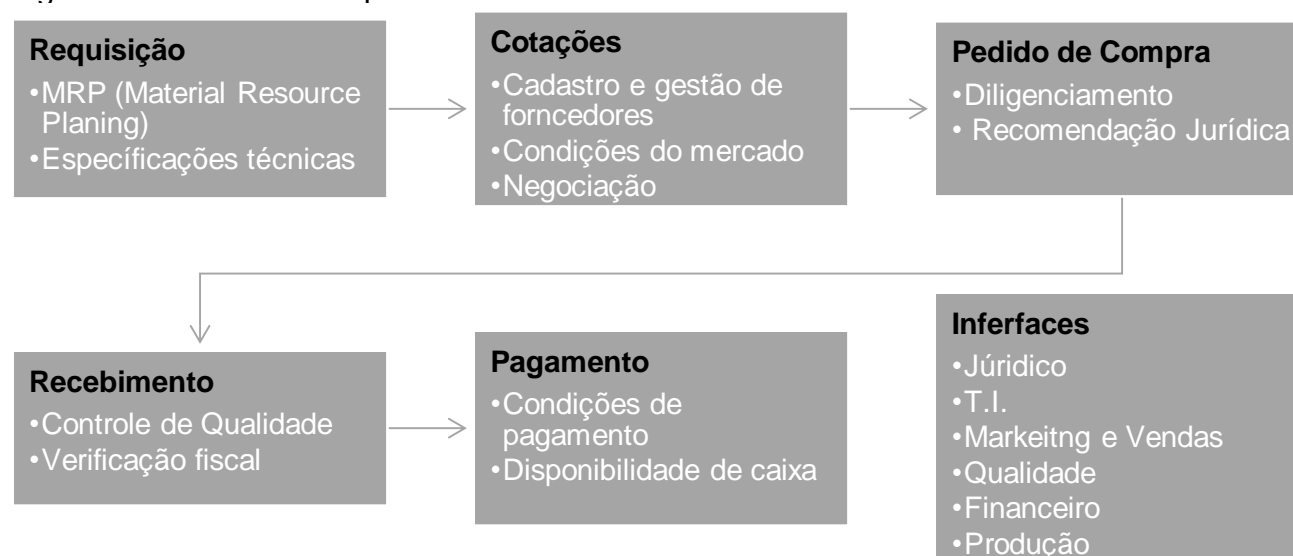 Requisição
•MRP (Material Resource
Planing)
•Específicações técnicas
Cotações
•Cadastro e gestão de
forncedores
•Condições do mercado
•Negociação
Pedido de Compra
•Diligenciamento
• Recomendação Jurídica
Recebimento
•Controle de Qualidade
•Verificação fiscal
Pagamento
•Condições de
pagamento
•Disponibilidade de caixa
Inferfaces
•Júridico
•T.I.
•Markeitng e Vendas
•Qualidade
•Financeiro
•Produção